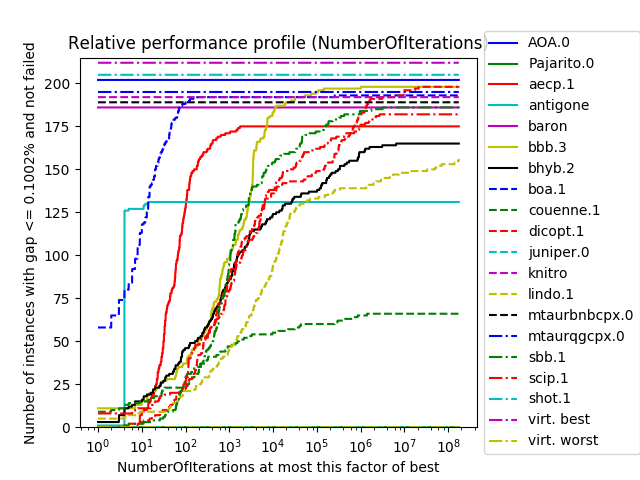 Relative performance profile (NumberOfIterations)
Number of instances with gap <= 0.1002% and not failed
200
175
150
125
100
75
50
25
0
10^0 10^1 10^2 10^3 10^4 10^5 10^6 10^7 10^8
NumberOfIterations at most this factor of best
AOA.0
Pajarito.0
aecp.1
antigone
baron
bbb.3
bhyb.2
boa.1
couenne.1
dicopt.1
juniper.0
knitro
lindo.1
mtaurbnbcpx.0
mtaurqgcpx.0
sbb.1
scip.1
shot.1
virt. best
virt. worst